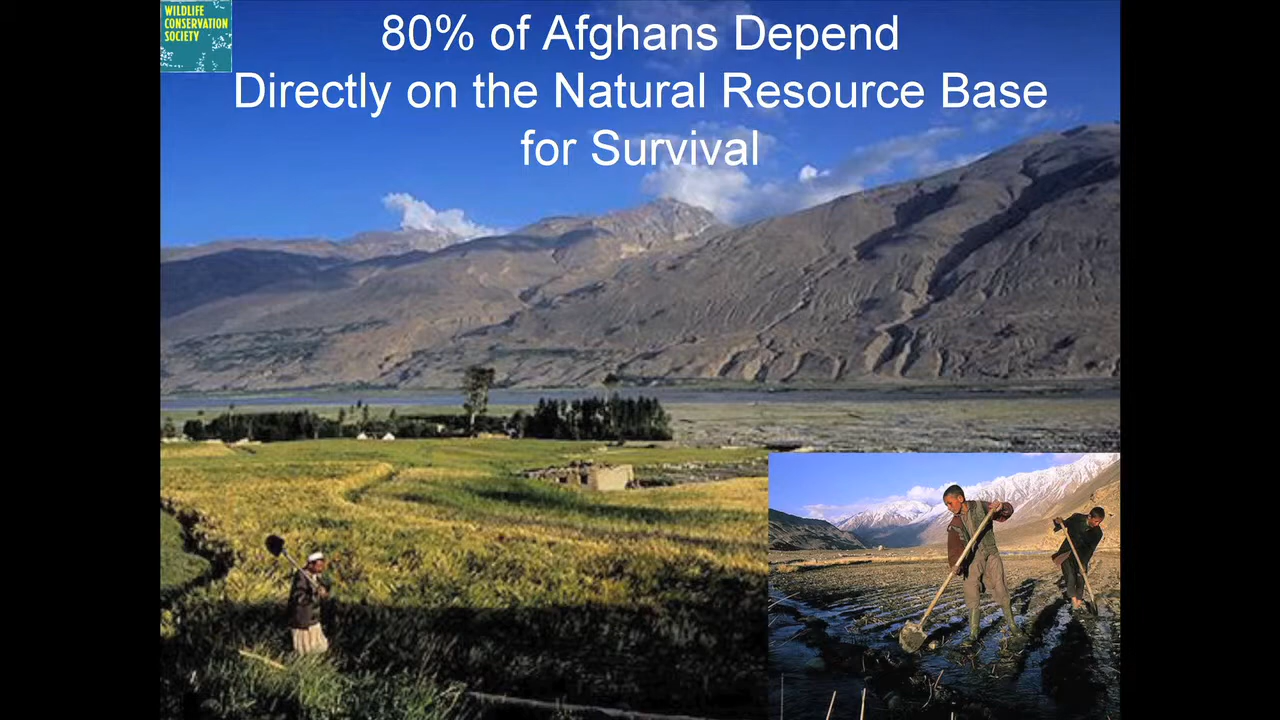 WILDLIFE
CONSERVATION
SOCIETY
80% of Afghans Depend
Directly on the Natural Resource Base
for Survival